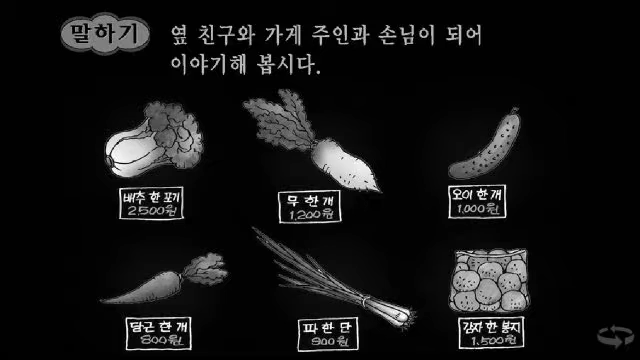 말하기
옆 친구와 가게 주인과 손님이 되어
이야기해 봅시다.
배추 한 포기
2,500원
무 한 개
1,200원
오이 한 개
1,000원
당근 한 개
800원
파 한 단
900원
감자 한 봉지
1,500원